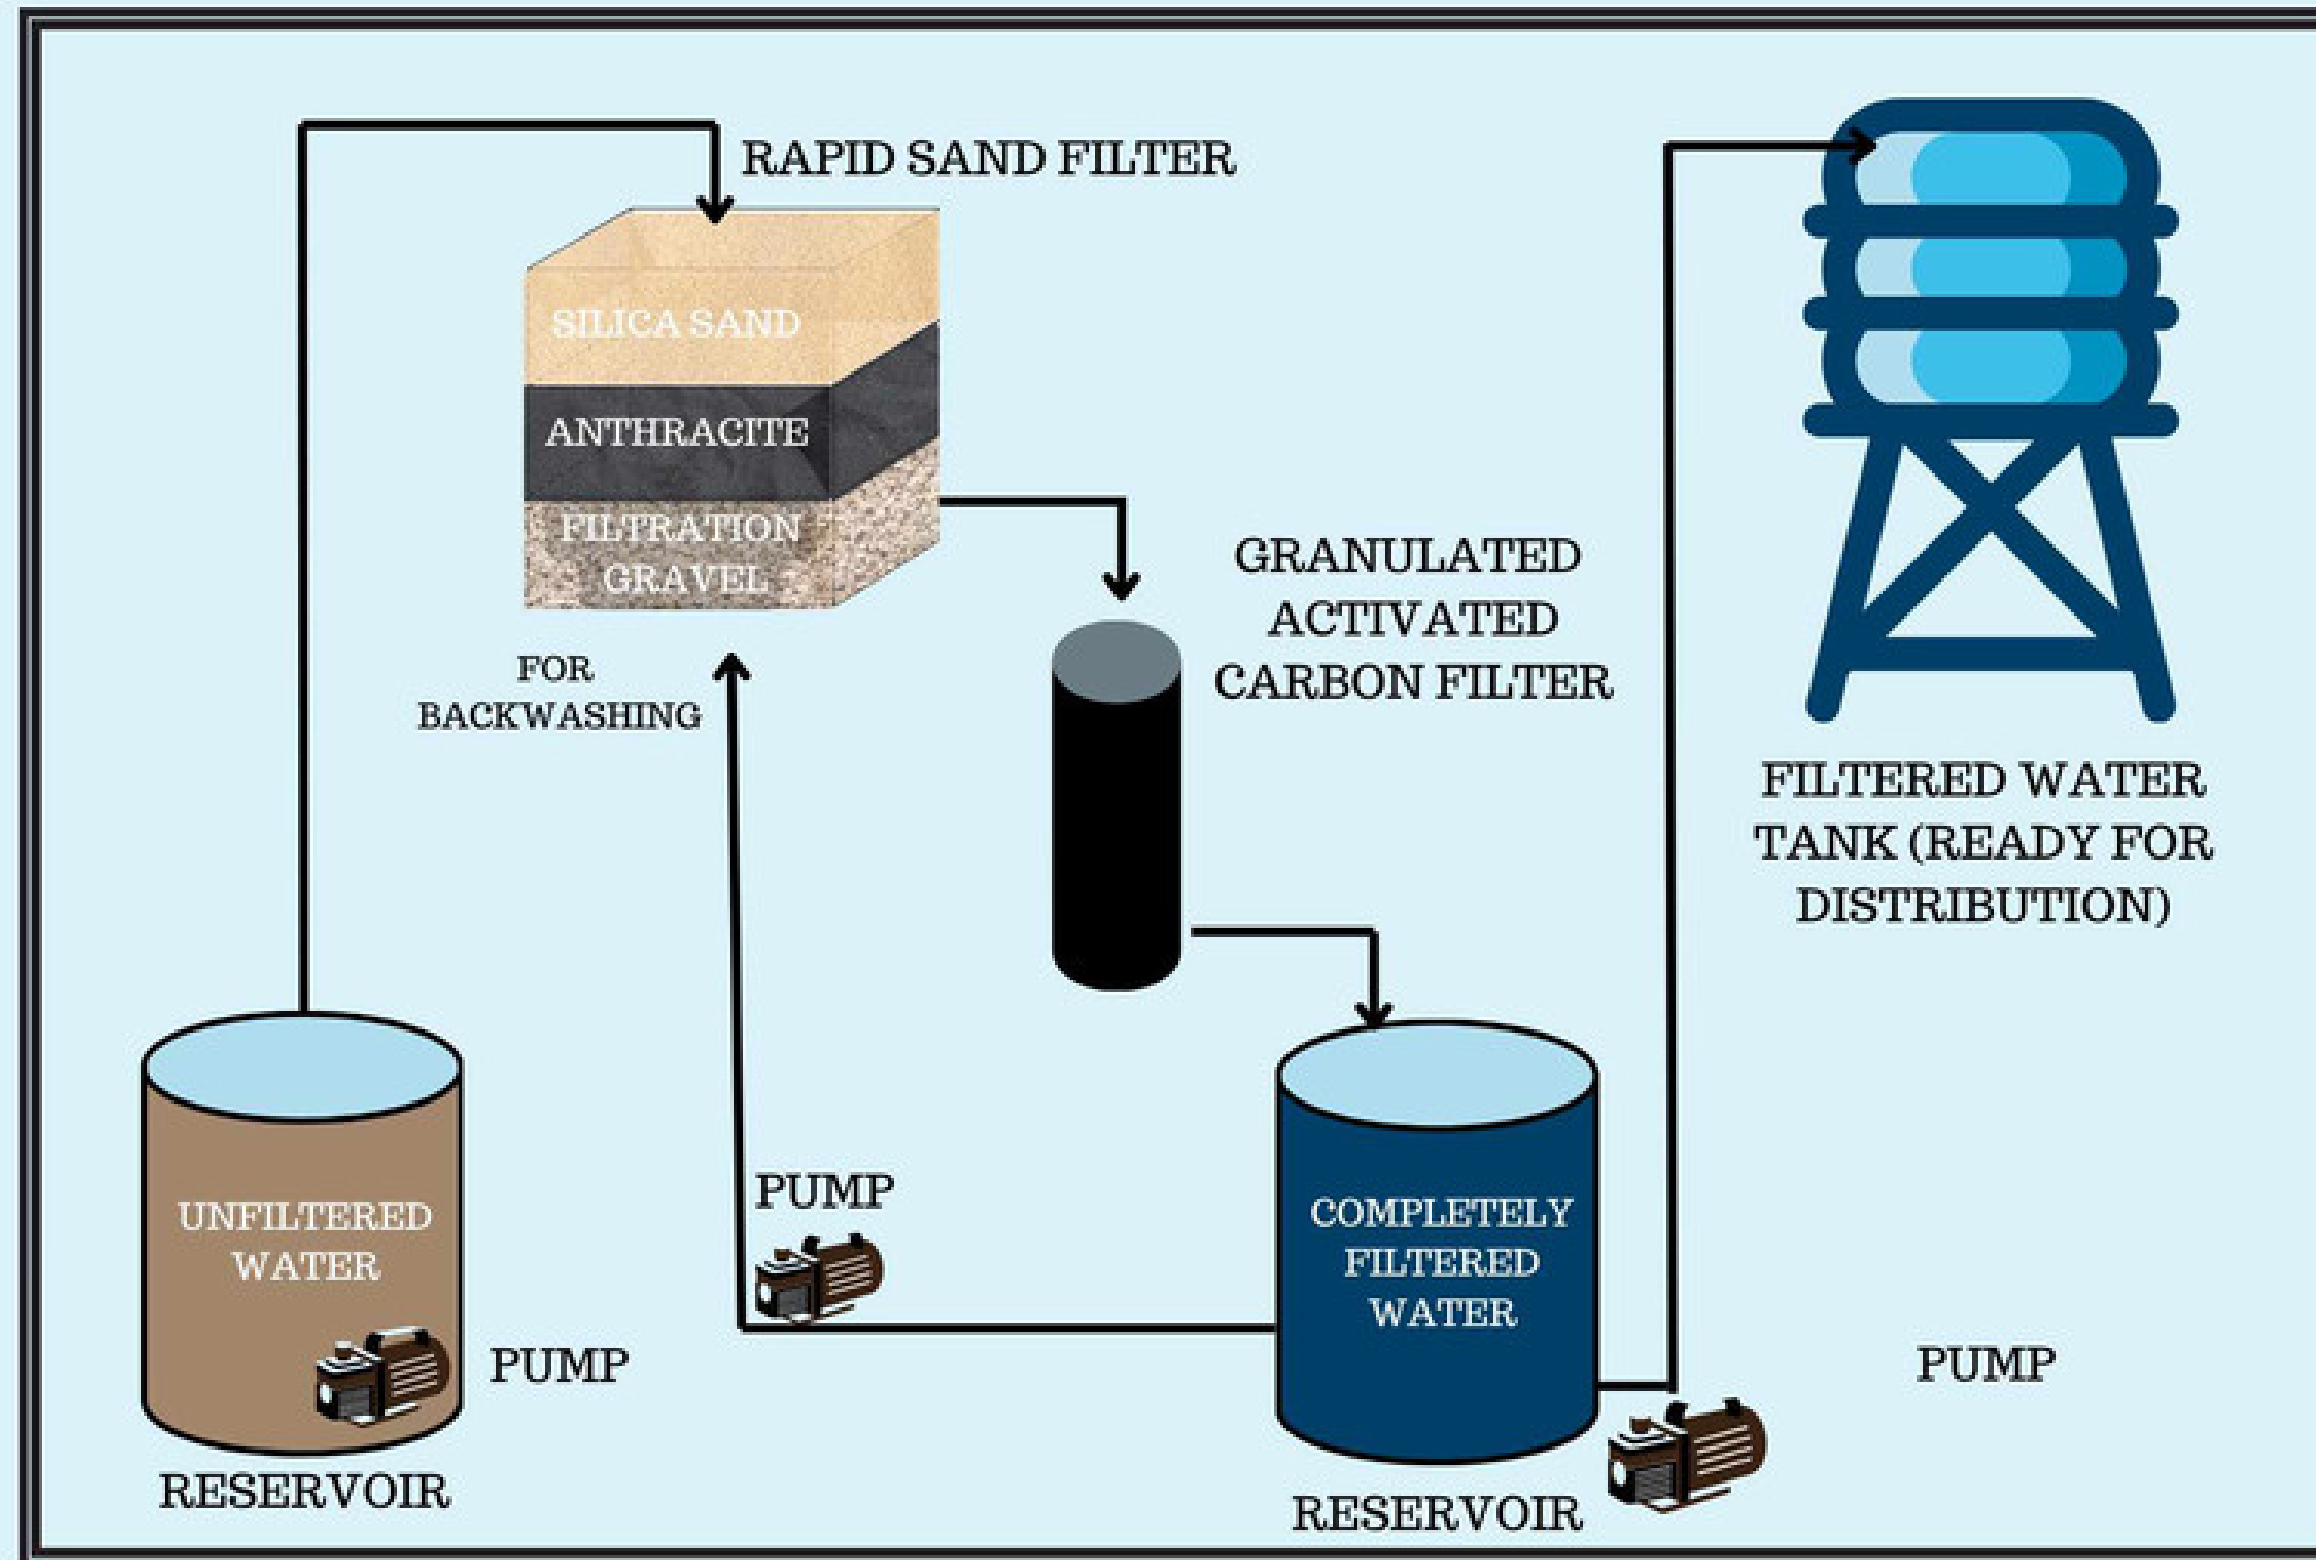 RAPID SAND FILTER
SILICA SAND
ANTHRACITE
FILTRATION
GRAVEL
FOR
BACKWASHING
GRANULATED
ACTIVATED
CARBON FILTER
FILTERED WATER
TANK (READY FOR
DISTRIBUTION)
UNFILTERED
WATER
PUMP
RESERVOIR
PUMP
COMPLETELY
FILTERED
WATER
RESERVOIR
PUMP